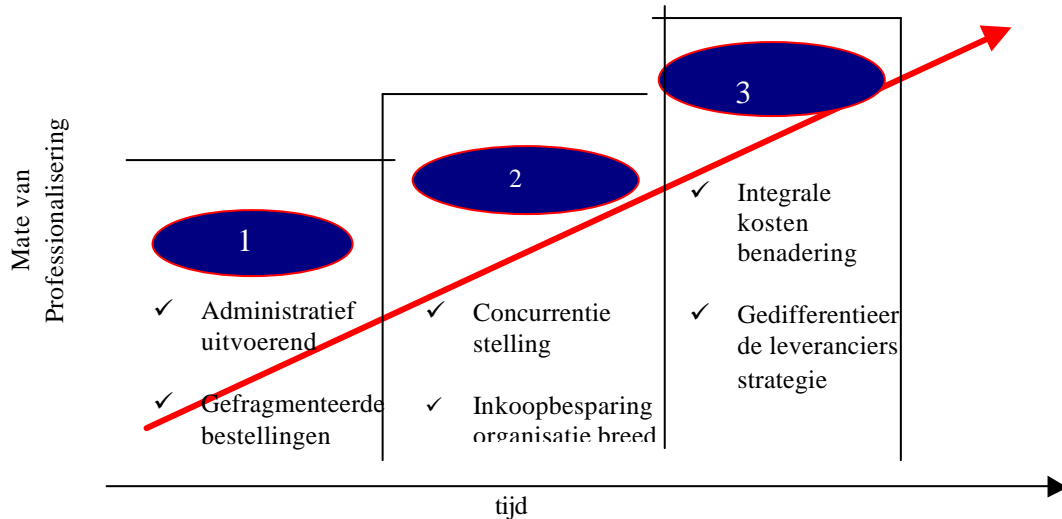 Mate van
Professionalisering
1
✓ Administratief
uitvoerend
✓ Gefragmenteerde
bestellingen
2
✓ Concurrentie
stelling
✓ Inkoopbesparing
organisatie breed
3
✓ Integrale
kosten
benadering
✓ Gedifferentieer
de leveranciers
strategie
tijd